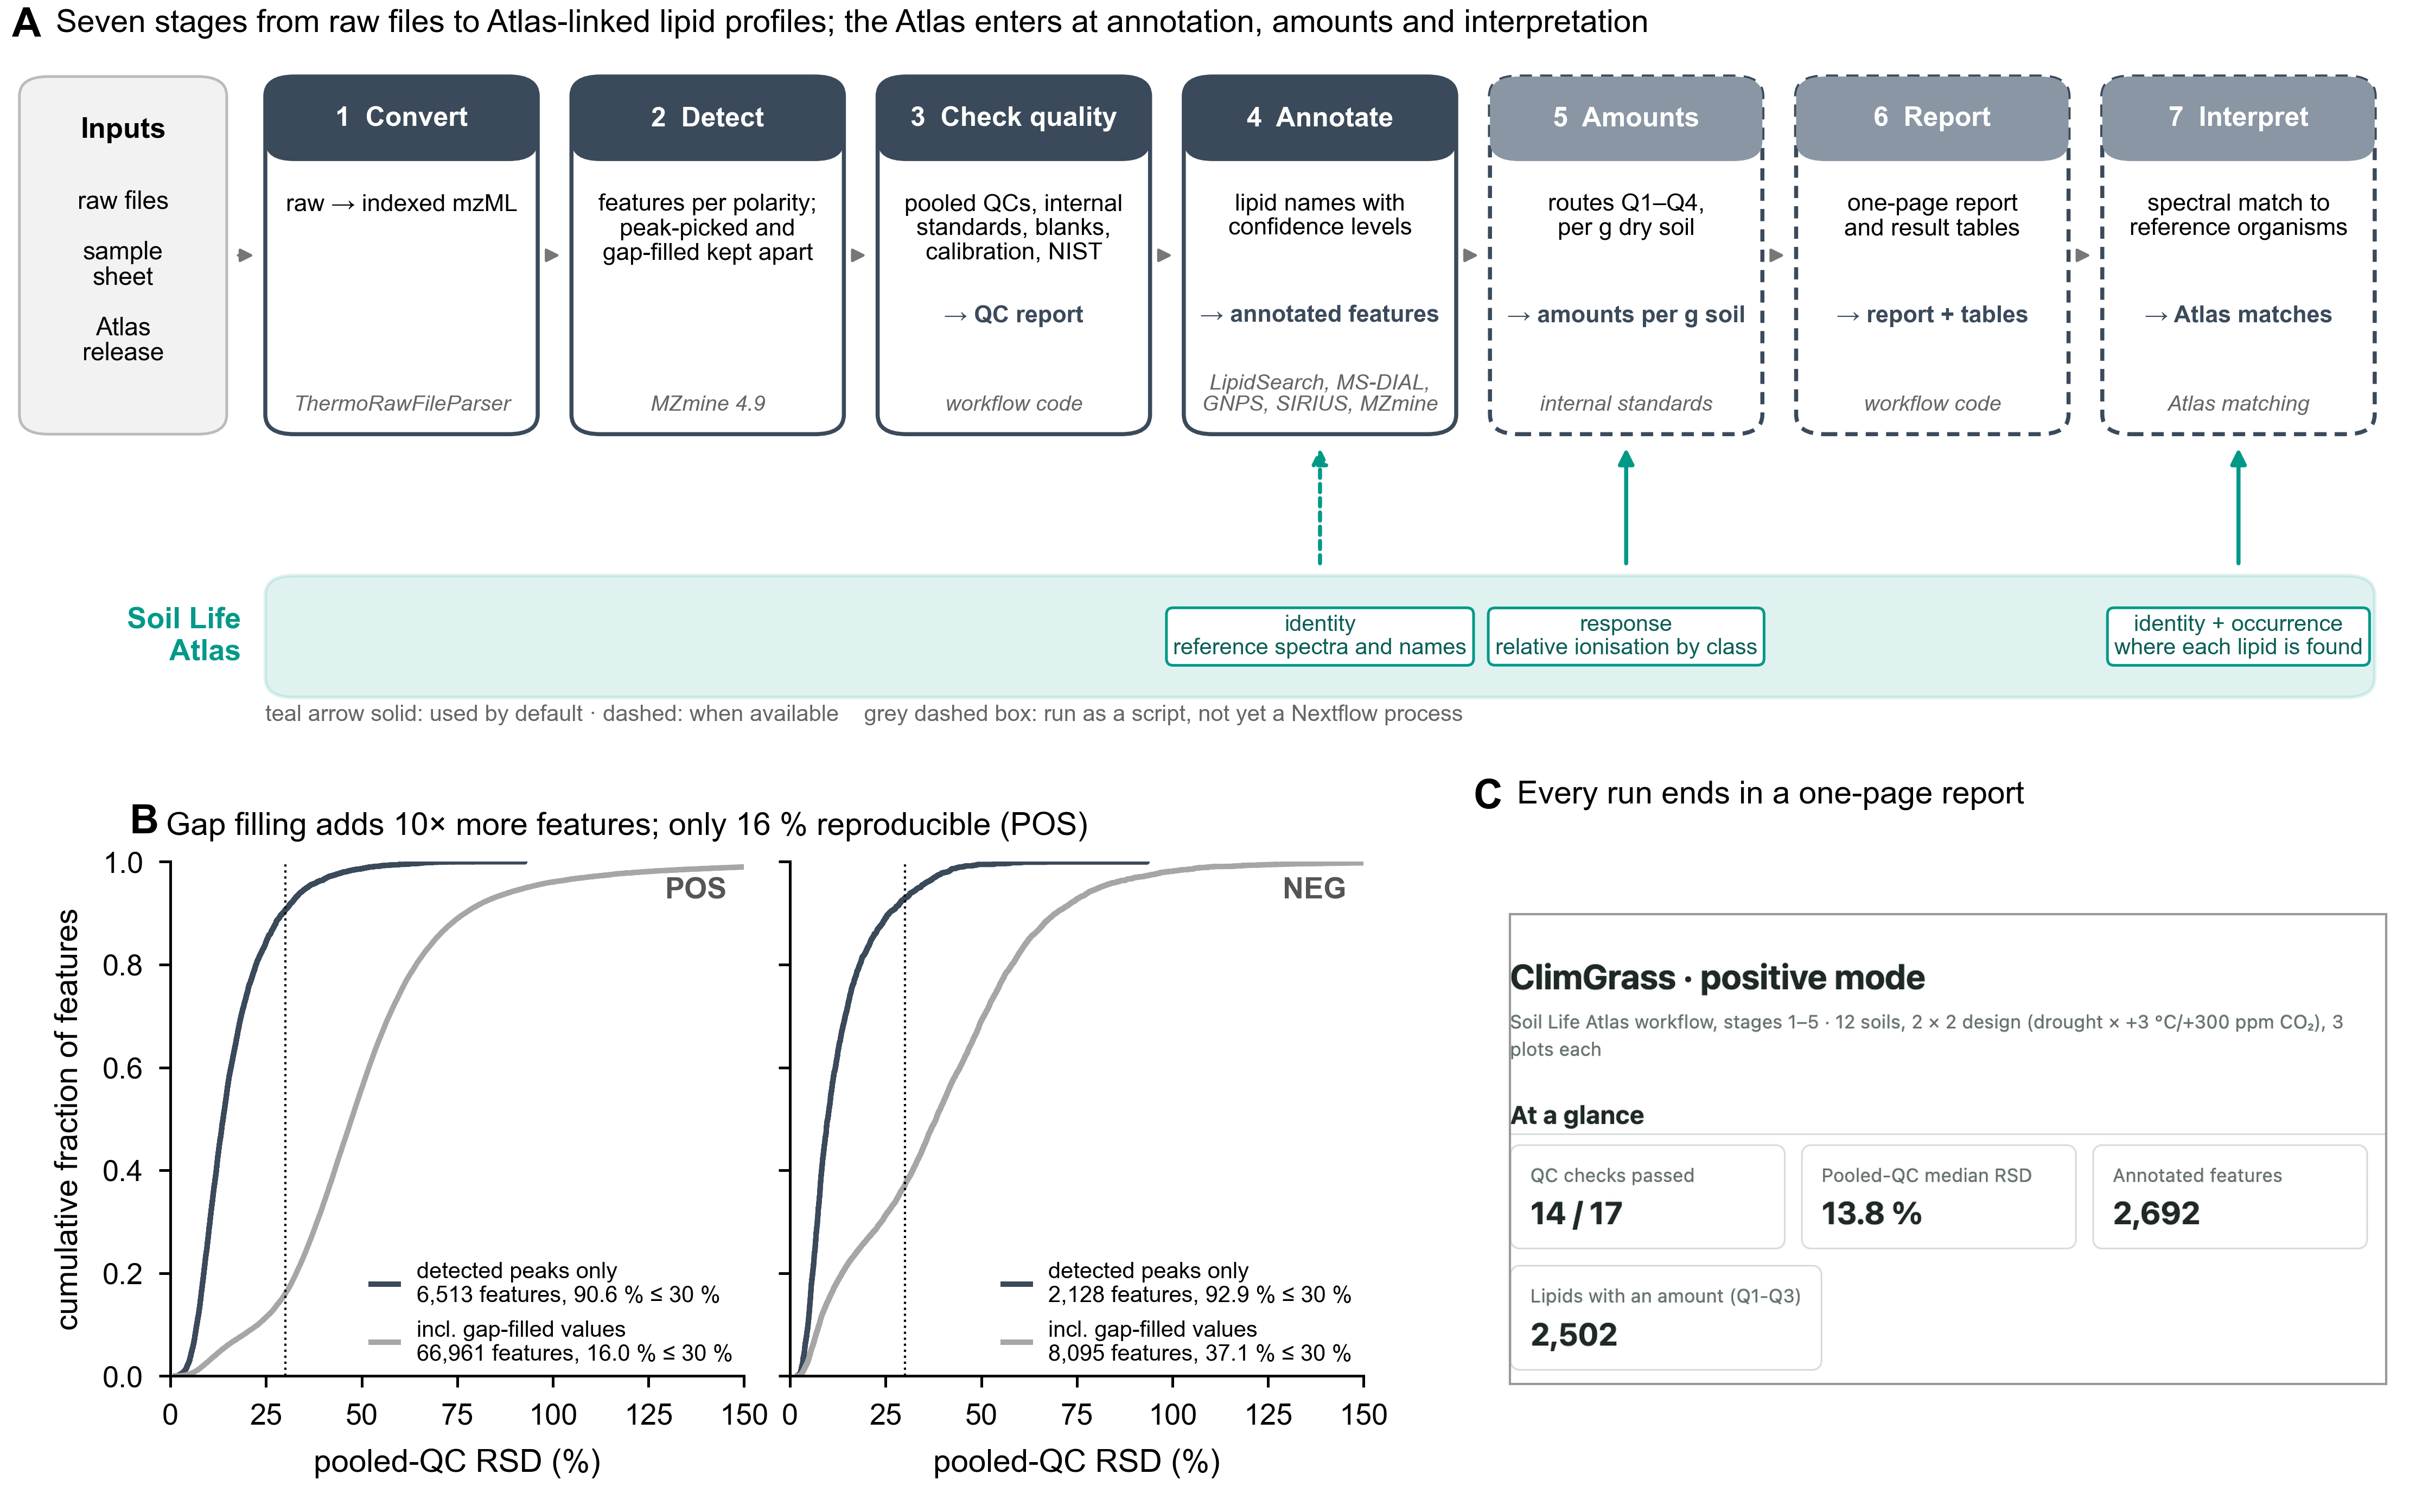 A Seven stages from raw files to Atlas-linked lipid profiles; the Atlas enters at annotation, amounts and interpretation
Inputs
raw files
sample
sheet
Atlas
release
1 Convert
raw → indexed mzML
ThermoRawFileParser
2 Detect
features per polarity;
peak-picked and
gap-filled kept apart
MZmine 4.9
3 Check quality
pooled QCs, internal
standards, blanks,
calibration, NIST
→ QC report
workflow code
4 Annotate
lipid names with
confidence levels
→ annotated features
LipidSearch, MS-DIAL,
GNPS, SIRIUS, MZmine
5 Amounts
routes Q1–Q4,
per g dry soil
→ amounts per g soil
internal standards
6 Report
one-page report
and result tables
→ report + tables
workflow code
7 Interpret
spectral match to
reference organisms
→ Atlas matches
Atlas matching
Soil Life
Atlas
identity
reference spectra and names
response
relative ionisation by class
identity + occurrence
where each lipid is found
teal arrow solid: used by default · dashed: when available grey dashed box: run as a script, not yet a Nextflow process
B Gap filling adds 10× more features; only 16 % reproducible (POS)
cumulative fraction of features
1.0
0.8
0.6
0.4
0.2
0.0
POS
detected peaks only
6,513 features, 90.6 % ≤ 30 %
incl. gap-filled values
66,961 features, 16.0 % ≤ 30 %
0 25 50 75 100 125 150
pooled-QC RSD (%)
NEG
detected peaks only
2,128 features, 92.9 % ≤ 30 %
incl. gap-filled values
8,095 features, 37.1 % ≤ 30 %
0 25 50 75 100 125 150
pooled-QC RSD (%)
C Every run ends in a one-page report
ClimGrass · positive mode
Soil Life Atlas workflow, stages 1–5 · 12 soils, 2 × 2 design (drought × +3 °C/+300 ppm CO₂), 3
plots each
At a glance
QC checks passed
14 / 17
Pooled-QC median RSD
13.8 %
Annotated features
2,692
Lipids with an amount (Q1-Q3)
2,502